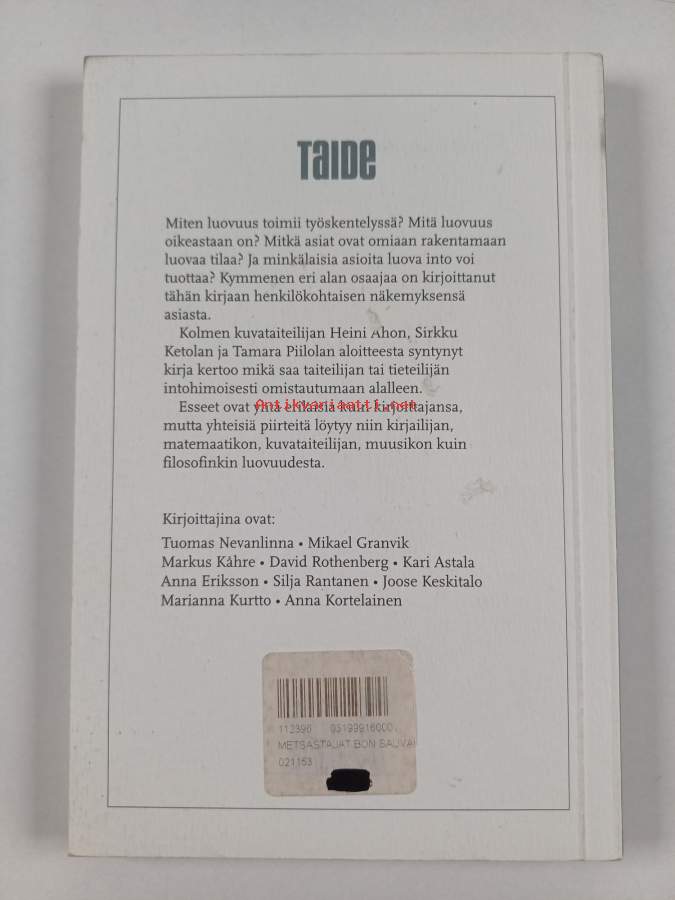 TaIDe
Miten luovuus toimii työskentelyssä? Mitä luovuus
oikeastaan on? Mitkä asiat ovat omiaan rakentamaan
luovaa tilaa? Ja minkälaisia asioita luova into voi
tuottaa? Kymmenen eri alan osaajaa on kirjoittanut
tähän kirjaan henkilökohtaisen näkemyksensä
asiasta.
Kolmen kuvataiteilijan Heini Ahon, Sirkku
Ketolan ja Tamara Piilolan aloitteesta syntynyt
kirja kertoo mikä saa taiteilijan tai tieteilijän
intohimoisesti omistautumaan alalleen.
Antikvariaatti.net
Esseet ovat yhtä erilaisia kuin kirjoittajansa,
mutta yhteisiä piirteitä löytyy niin kirjailijan,
matemaatikon, kuvataiteilijan, muusikon kuin
filosofinkin luovuudesta.
Kirjoittajina ovat:
Tuomas Nevanlinna • Mikael Granvik
Markus Kåhre • David Rothenberg • Kari Astala
Anna Eriksson • Silja Rantanen • Joose Keskitalo
Marianna Kurtto • Anna Kortelainen
112396
METSÄSTÄJÄT BON
021153